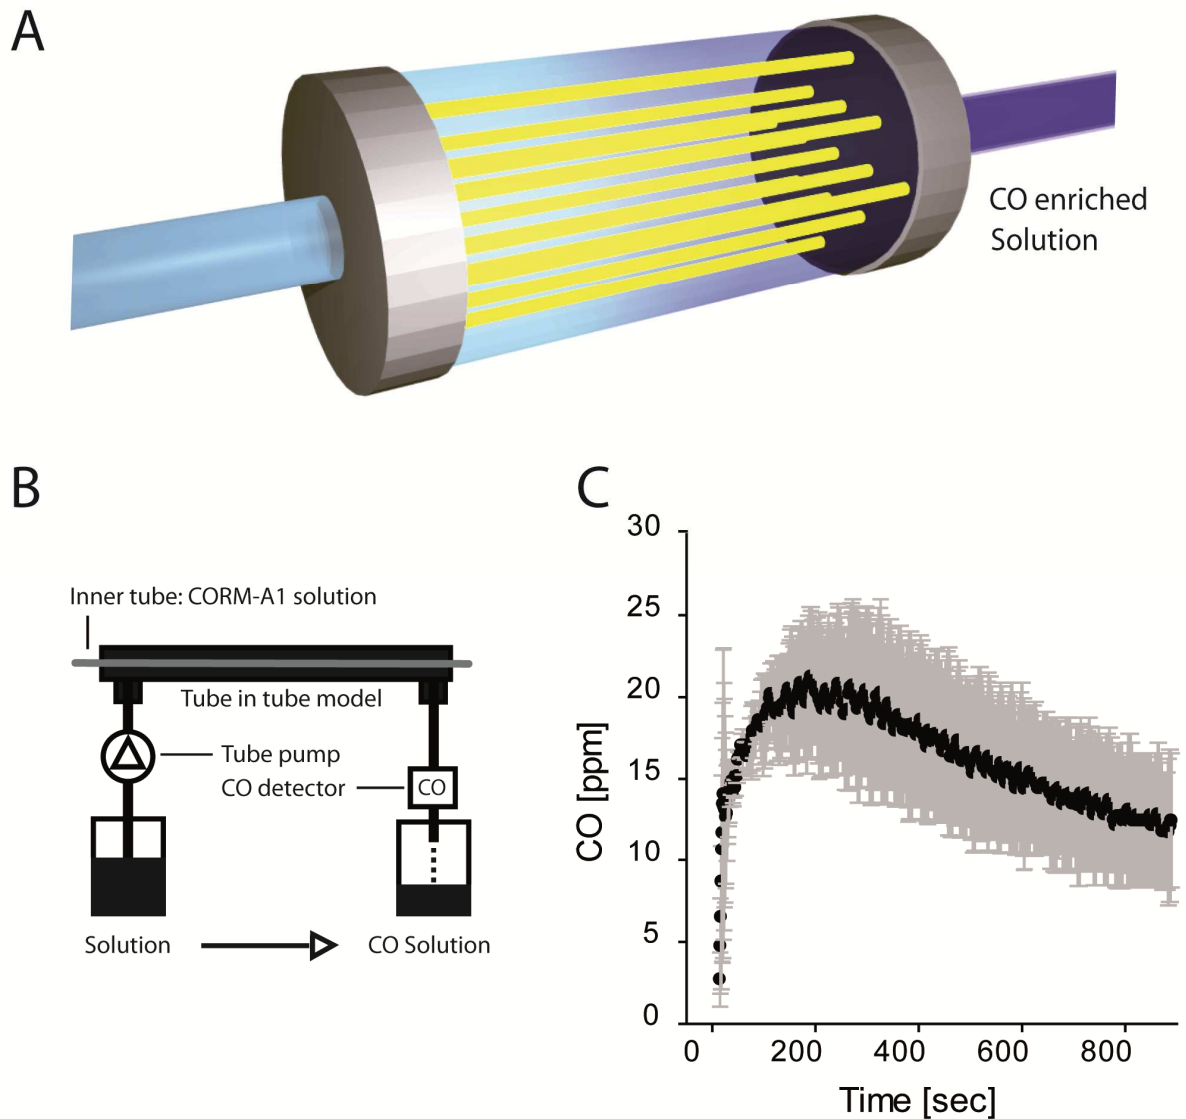 A
CO enriched
Solution
B
Inner tube: CORM-A1 solution
Tube in tube model
Tube pump
CO detector
CO
Solution
CO Solution
C
30
25
20
15
10
5
0
CO [ppm]
0 200 400 600 800
Time [sec]